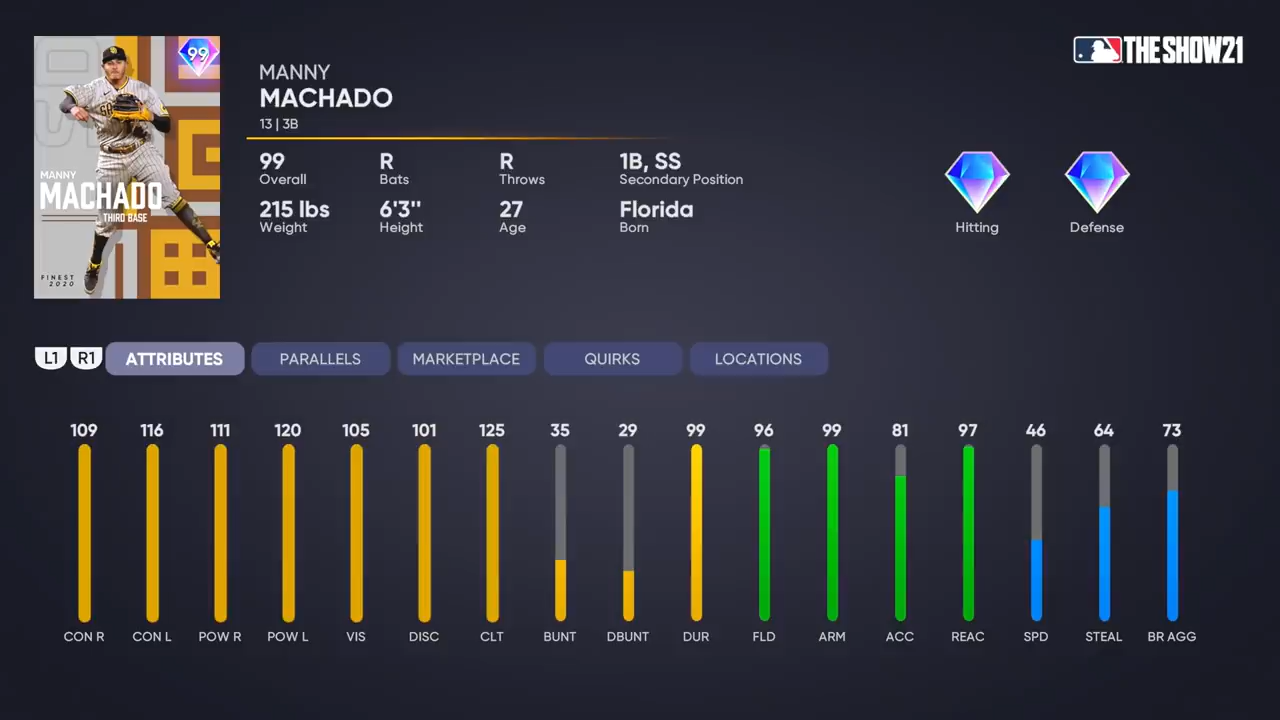 99
MANNY
MACHADO
THIRD BASE
FINEST
2020
MANNY
MACHADO
13 | 3B
99 R R 1B, SS
Overall Bats Throws Secondary Position
215 lbs 6'3'' 27 Florida
Weight Height Age Born
THE SHOW21
Hitting Defense
L1 R1 ATTRIBUTES PARALLELS MARKETPLACE QUIRKS LOCATIONS
109 116 111 120 105 101 125 35 29 99 96 99 81 97 46 64 73
CON R CON L POW R POW L VIS DISC CLT BUNT DBUNT DUR FLD ARM ACC REAC SPD STEAL BR AGG